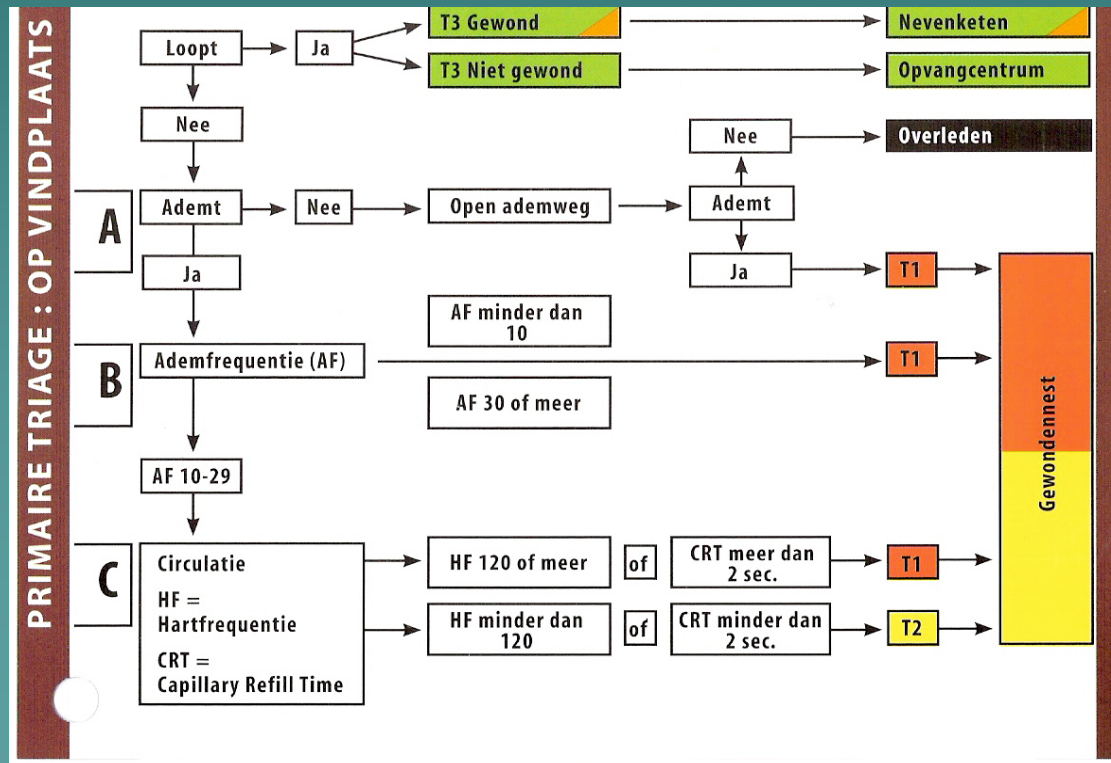 PRIMAIRE TRIAGE : OP VINDPLAATS
Loopt
Ja
T3 Gewond
Nevenketen
T3 Niet gewond
Opvangcentrum
Nee
Nee
Overleden
A
Ademt
Nee
Open ademweg
Ademt
Ja
Ja
T1
AF minder dan
10
B
Ademfrequentie (AF)
T1
AF 30 of meer
Gewondennest
AF 10-29
C
Circulatie
HF =
Hartfrequentie
CRT =
Capillary Refill Time
HF 120 of meer
of
CRT meer dan
2 sec.
T1
HF minder dan
120
of
CRT minder dan
2 sec.
T2